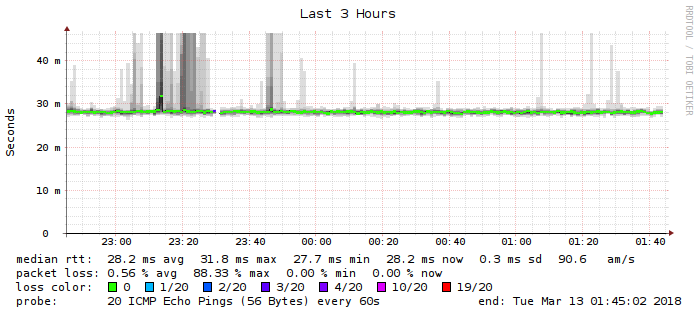 Last 3 Hours
RRDTOOL / TOBI OETIKER
Seconds
40 m
30 m
20 m
10 m
0
23:00 23:20 23:40 00:00 00:20 00:40 01:00 01:20 01:40
median rtt: 28.2 ms avg 31.8 ms max 27.7 ms min 28.2 ms now 0.3 ms sd 90.6 am/s
packet loss: 0.56 % avg 88.33 % max 0.00 % min 0.00 % now
loss color: 0 1/20 2/20 3/20 4/20 10/20 19/20
probe: 20 ICMP Echo Pings (56 Bytes) every 60s end: Tue Mar 13 01:45:02 2018